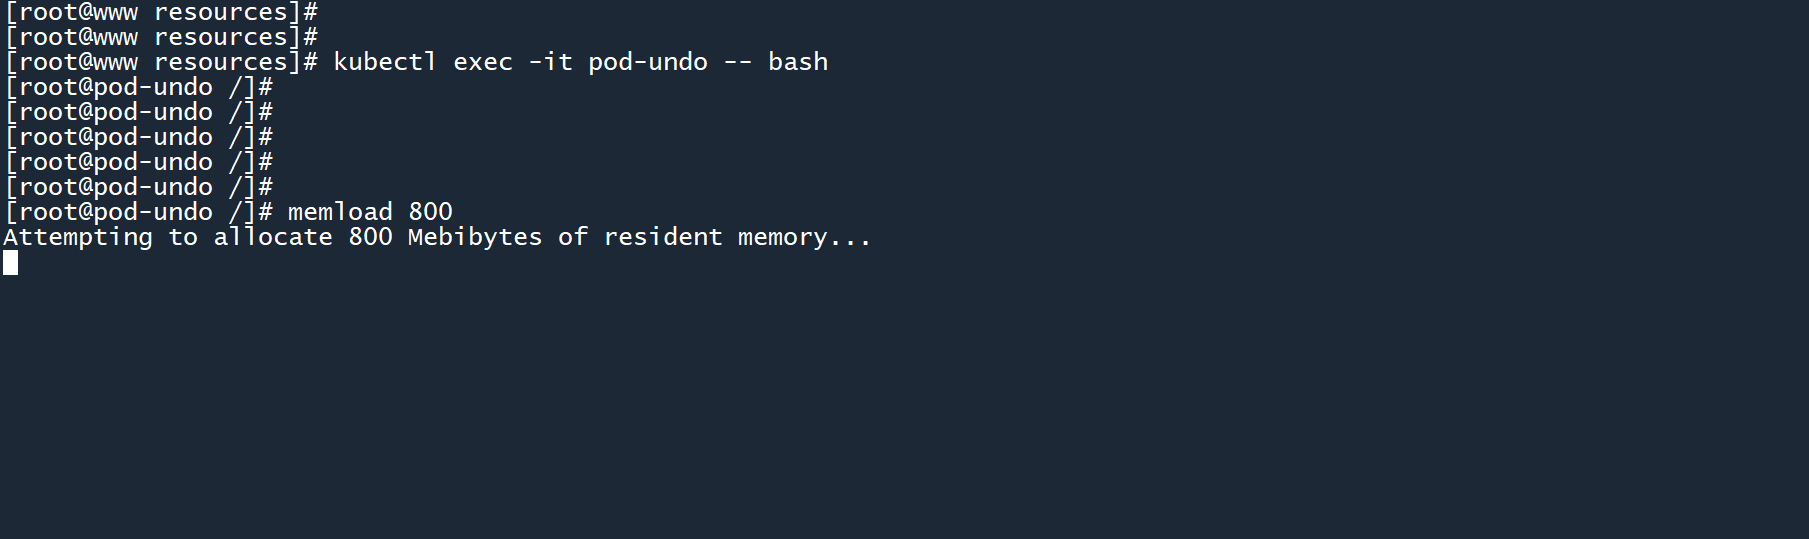 [root@www resources]#
[root@www resources]#
[root@www resources]# kubectl exec -it pod-undo -- bash
[root@pod-undo /]#
[root@pod-undo /]#
[root@pod-undo /]#
[root@pod-undo /]#
[root@pod-undo /]#
[root@pod-undo /]# memload 800
Attempting to allocate 800 Mebibytes of resident memory...